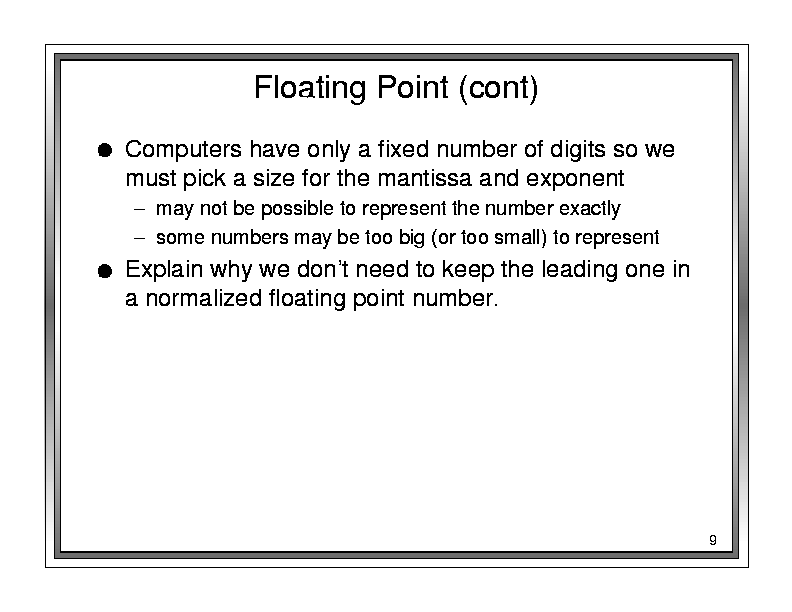 Floating Point (cont)
● Computers have only a fixed number of digits so we
must pick a size for the mantissa and exponent
– may not be possible to represent the number exactly
– some numbers may be too big (or too small) to represent
● Explain why we don't need to keep the leading one in
a normalized floating point number.
9